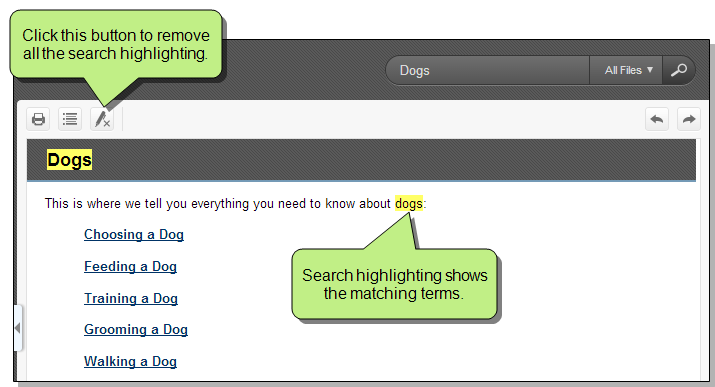 Click this button to remove
all the search highlighting.
Dogs
All Files ▼
Dogs
This is where we tell you everything you need to know about dogs:
Choosing a Dog
Feeding a Dog
Training a Dog
Grooming a Dog
Walking a Dog
Search highlighting shows
the matching terms.